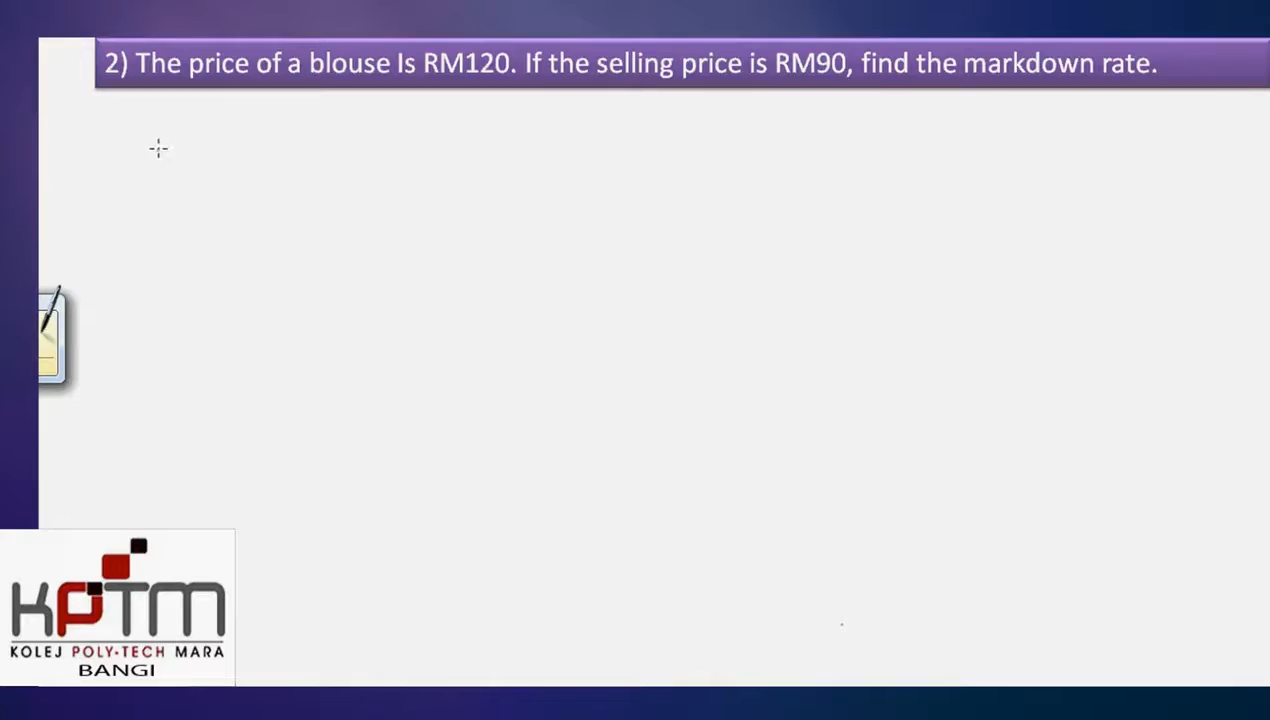 2) The price of a blouse Is RM120. If the selling price is RM90, find the markdown rate.
KPTM
KOLEJ POLY-TECH MARA
BANGI